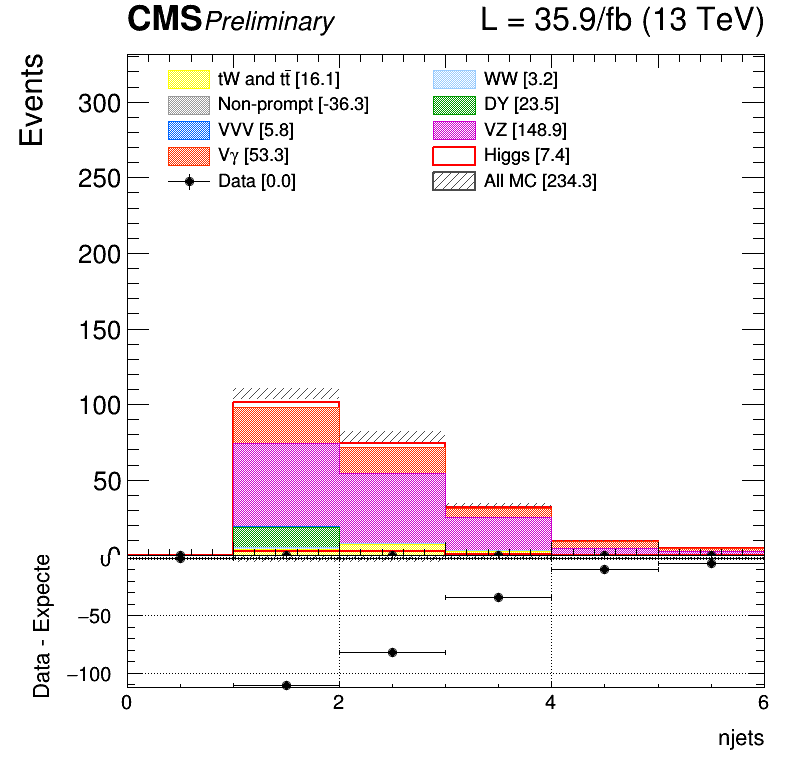 CMS Preliminary L = 35.9/fb (13 TeV)
Events
tW and tt̄ [16.1] WW [3.2]
Non-prompt [-36.3] DY [23.5]
VVV [5.8] VZ [148.9]
Vγ [53.3] Higgs [7.4]
Data [0.0] All MC [234.3]
300
250
200
150
100
50
0
Data - Expecte
0
−50
−100
0 2 4 6
njets